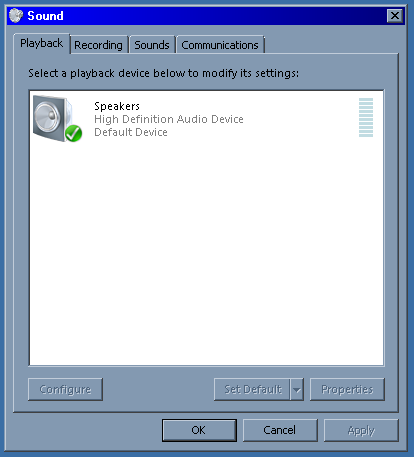 Sound
Playback Recording Sounds Communications
Select a playback device below to modify its settings:
Speakers
High Definition Audio Device
Default Device
Configure Set Default Properties
OK Cancel Apply